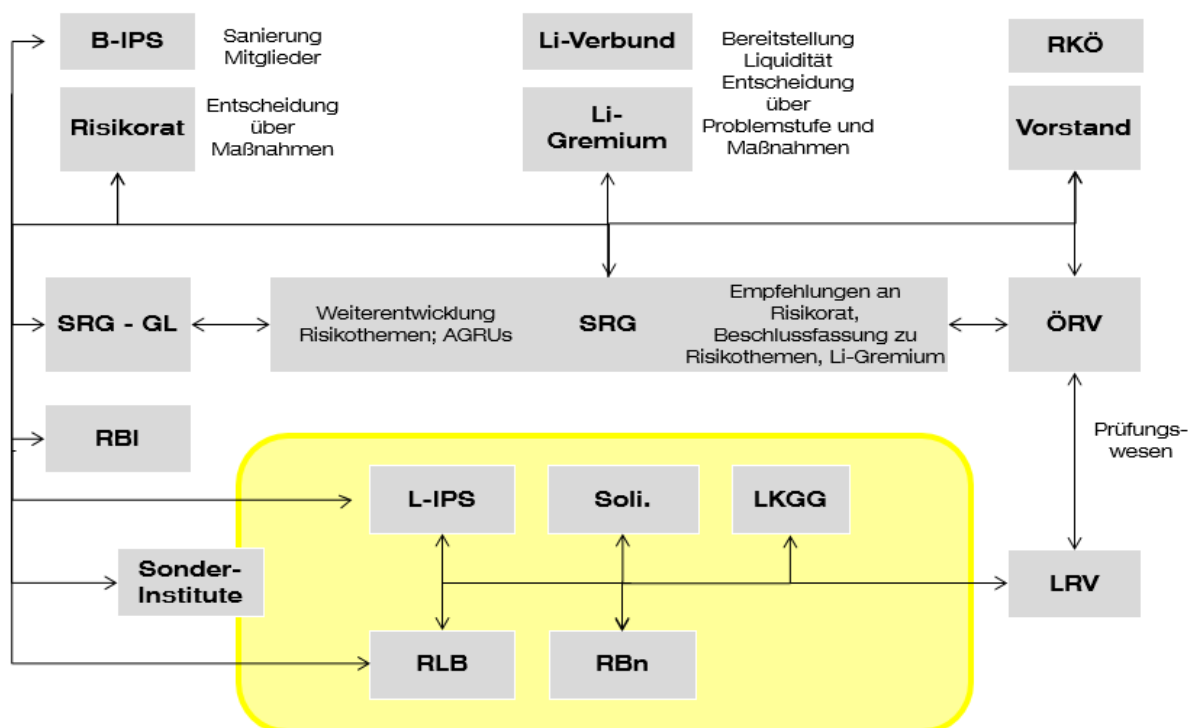 B-IPS
Sanierung
Mitglieder
Risikorat
Entscheidung
über
Maßnahmen
Li-Verbund
Li-
Gremium
Bereitstellung
Liquidität
Entscheidung
über
Problemstufe und
Maßnahmen
RKÖ
Vorstand
SRG - GL
Weiterentwicklung
Risikothemen; AGRUs
SRG
Empfehlungen an
Risikorat,
Beschlussfassung zu
Risikothemen, Li-Gremium
ÖRV
RBI
Prüfungs-
wesen
L-IPS
Soli.
LKGG
Sonder-
Institute
LRV
RLB
RBn